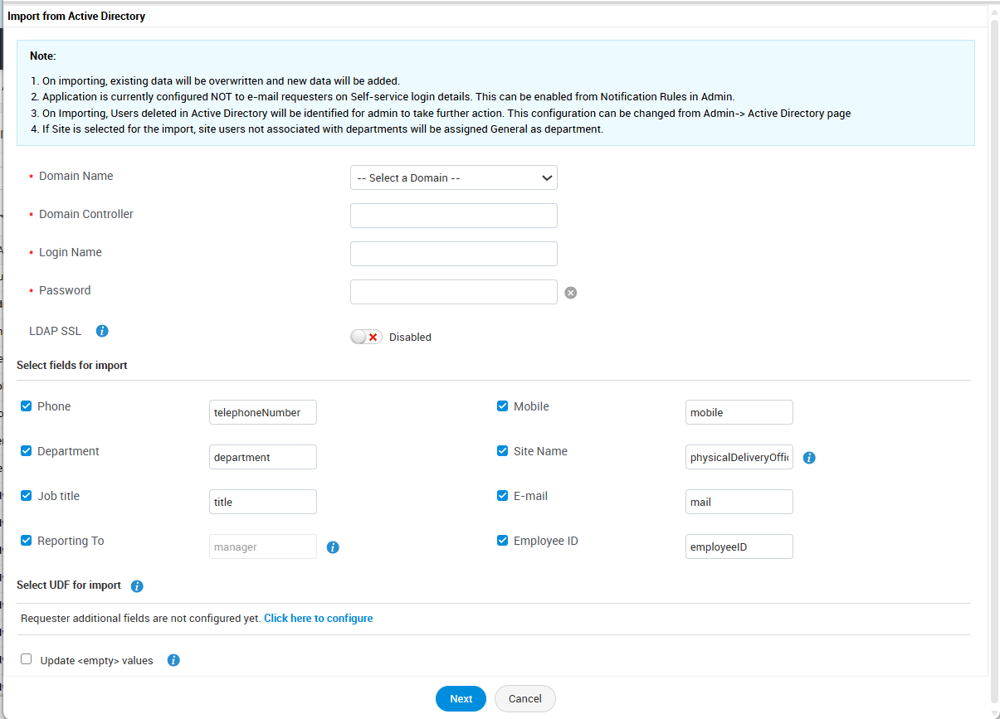 Import from Active Directory
Note:
1. On importing, existing data will be overwritten and new data will be added.
2. Application is currently configured NOT to e-mail requesters on Self-service login details. This can be enabled from Notification Rules in Admin.
3. On Importing, Users deleted in Active Directory will be identified for admin to take further action. This configuration can be changed from Admin-> Active Directory page
4. If Site is selected for the import, site users not associated with departments will be assigned General as department.
* Domain Name
-- Select a Domain --
* Domain Controller
* Login Name
* Password
LDAP SSL
Disabled
Select fields for import
Phone telephoneNumber Mobile mobile
Department department Site Name physicalDeliveryOffi
Job title title E-mail mail
Reporting To manager Employee ID employeeID
Select UDF for import
Requester additional fields are not configured yet. Click here to configure
Update <empty> values
Next Cancel